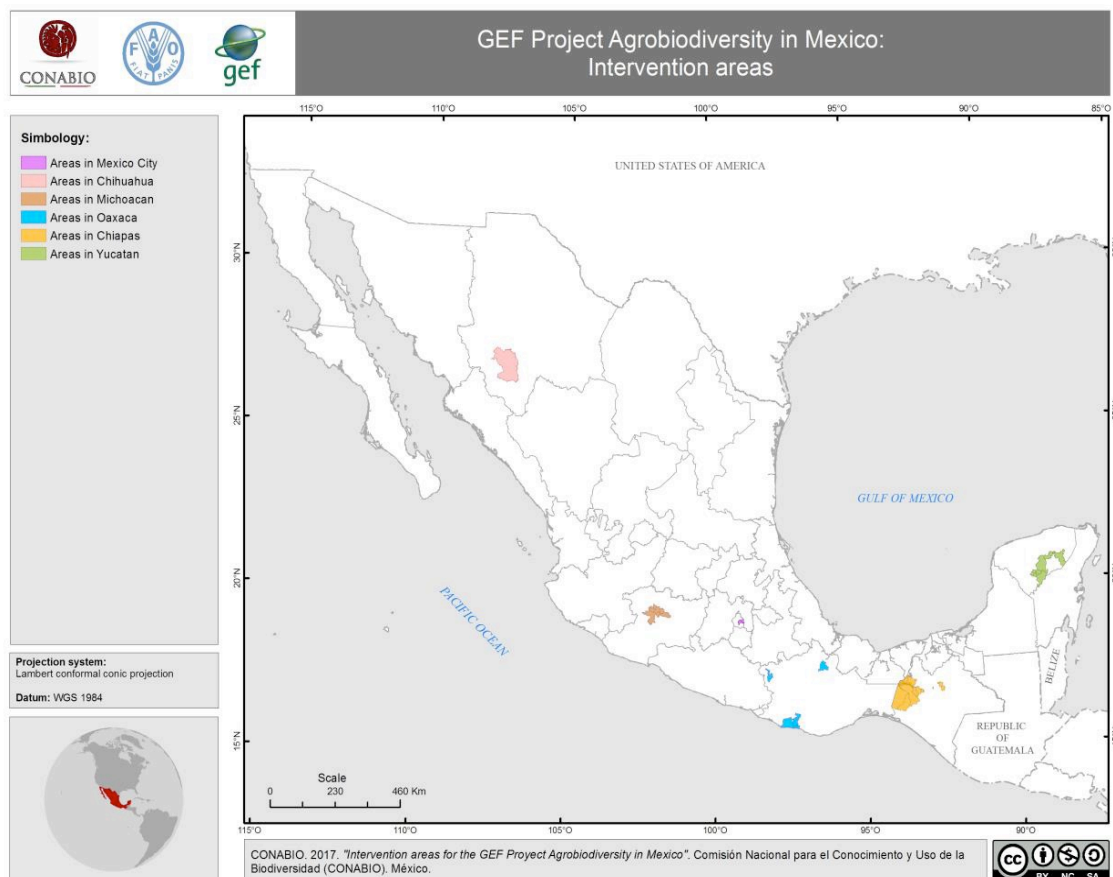 CONABIO
FAO
FIAT PANIS
gef
GEF Project Agrobiodiversity in Mexico:
Intervention areas
115°O 110°O 105°O 100°O 95°O 90°O 85°O
Simbology:
Areas in Mexico City
Areas in Chihuahua
Areas in Michoacan
Areas in Oaxaca
Areas in Chiapas
Areas in Yucatan
UNITED STATES OF AMERICA
30°N
25°N
GULF OF MEXICO
20°N
PACIFIC OCEAN
BELIZE
REPUBLIC
OF
GUATEMALA
15°N
Projection system:
Lambert conformal conic projection
Datum: WGS 1984
Scale
0 230 460 Km
115°O 110°O 105°O 100°O 95°O 90°O
CONABIO. 2017. "Intervention areas for the GEF Proyect Agrobiodiversity in Mexico". Comisión Nacional para el Conocimiento y Uso de la
Biodiversidad (CONABIO). México.
cc
BY NC SA